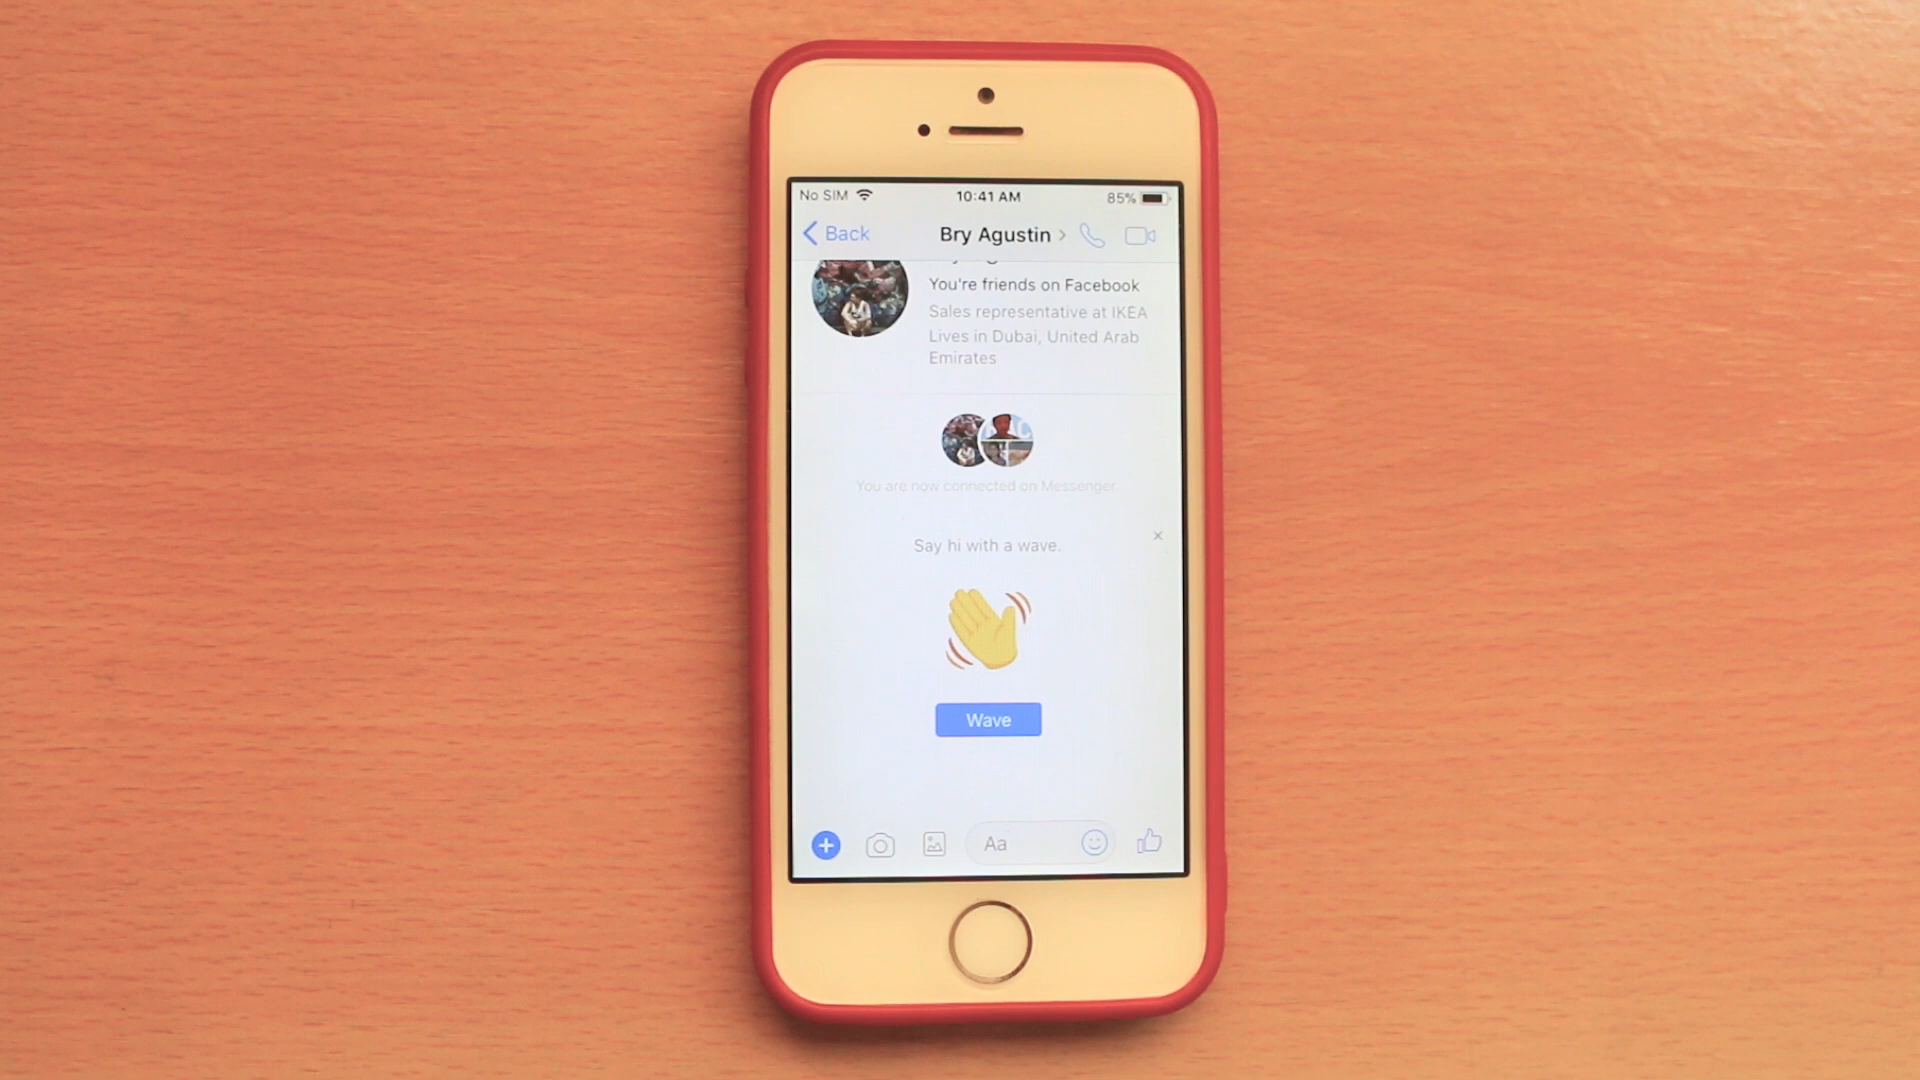 No SIM 10:41 AM 85%
Back Bry Agustin
You're friends on Facebook
Sales representative at IKEA
Lives in Dubai, United Arab
Emirates
You are now connected on Messenger
Say hi with a wave.
Wave
Aa